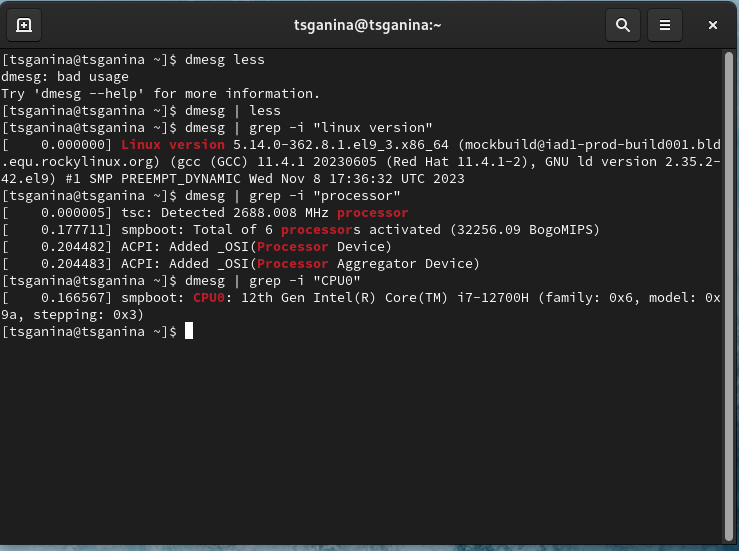 tsganina@tsganina:~
[tsganina@tsganina ~]$ dmesg less
dmesg: bad usage
Try 'dmesg --help' for more information.
[tsganina@tsganina ~]$ dmesg | less
[tsganina@tsganina ~]$ dmesg | grep -i "linux version"
[    0.000000] Linux version 5.14.0-362.8.1.el9_3.x86_64 (mockbuild@iad1-prod-build001.bld
.equ.rockylinux.org) (gcc (GCC) 11.4.1 20230605 (Red Hat 11.4.1-2), GNU ld version 2.35.2-
42.el9) #1 SMP PREEMPT_DYNAMIC Wed Nov 8 17:36:32 UTC 2023
[tsganina@tsganina ~]$ dmesg | grep -i "processor"
[    0.000005] tsc: Detected 2688.008 MHz processor
[    0.177711] smpboot: Total of 6 processors activated (32256.09 BogoMIPS)
[    0.204482] ACPI: Added _OSI(Processor Device)
[    0.204483] ACPI: Added _OSI(Processor Aggregator Device)
[tsganina@tsganina ~]$ dmesg | grep -i "CPU0"
[    0.166567] smpboot: CPU0: 12th Gen Intel(R) Core(TM) i7-12700H (family: 0x6, model: 0x
9a, stepping: 0x3)
[tsganina@tsganina ~]$